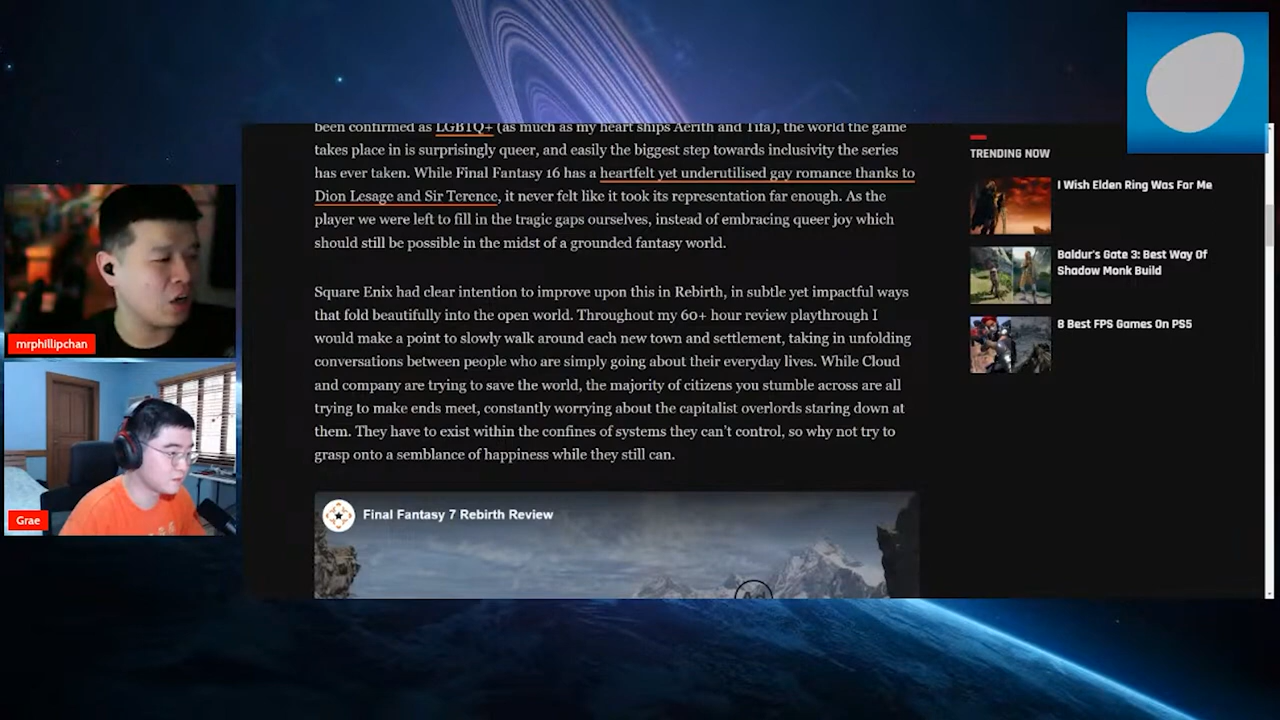 been confirmed as LGBTQ+ (as much as my heart ships Aerith and Tifa), the world the game
takes place in is surprisingly queer, and easily the biggest step towards inclusivity the series
has ever taken. While Final Fantasy 16 has a heartfelt yet underutilised gay romance thanks to
Dion Lesage and Sir Terence, it never felt like it took its representation far enough. As the
player we were left to fill in the tragic gaps ourselves, instead of embracing queer joy which
should still be possible in the midst of a grounded fantasy world.
Square Enix had clear intention to improve upon this in Rebirth, in subtle yet impactful ways
that fold beautifully into the open world. Throughout my 60+ hour review playthrough I
would make a point to slowly walk around each new town and settlement, taking in unfolding
conversations between people who are simply going about their everyday lives. While Cloud
and company are trying to save the world, the majority of citizens you stumble across are all
trying to make ends meet, constantly worrying about the capitalist overlords staring down at
them. They have to exist within the confines of systems they can't control, so why not try to
grasp onto a semblance of happiness while they still can.
Final Fantasy 7 Rebirth Review
TRENDING NOW
I Wish Elden Ring Was For Me
Baldur's Gate 3: Best Way Of
Shadow Monk Build
8 Best FPS Games On PS5
mrphillipchan
Grae